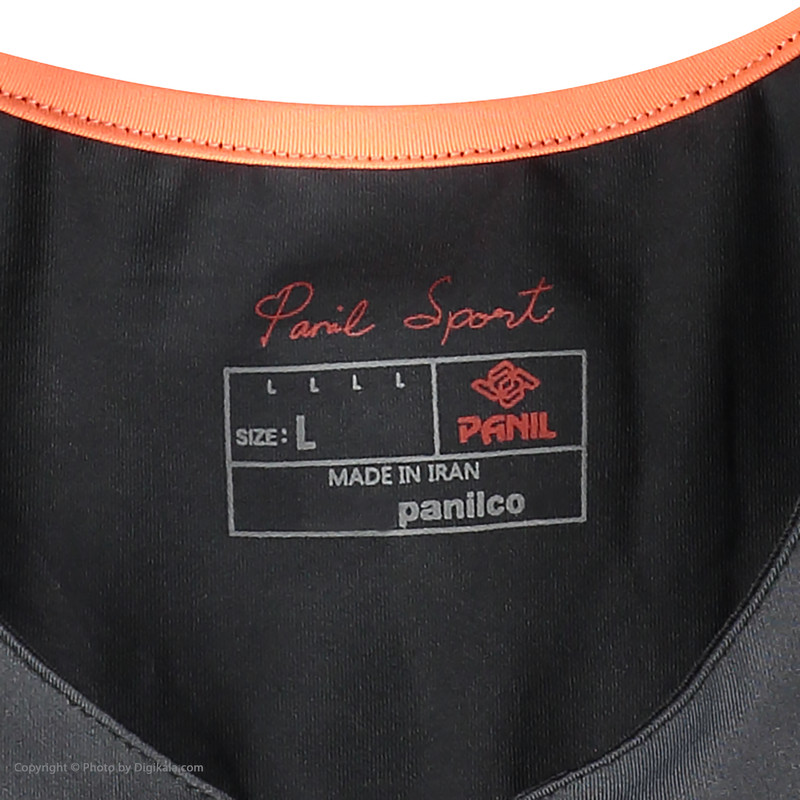 Panil Sport
L L L L
SIZE: L
PANIL
MADE IN IRAN
panilco
Copyright © Photo by Digikala.com